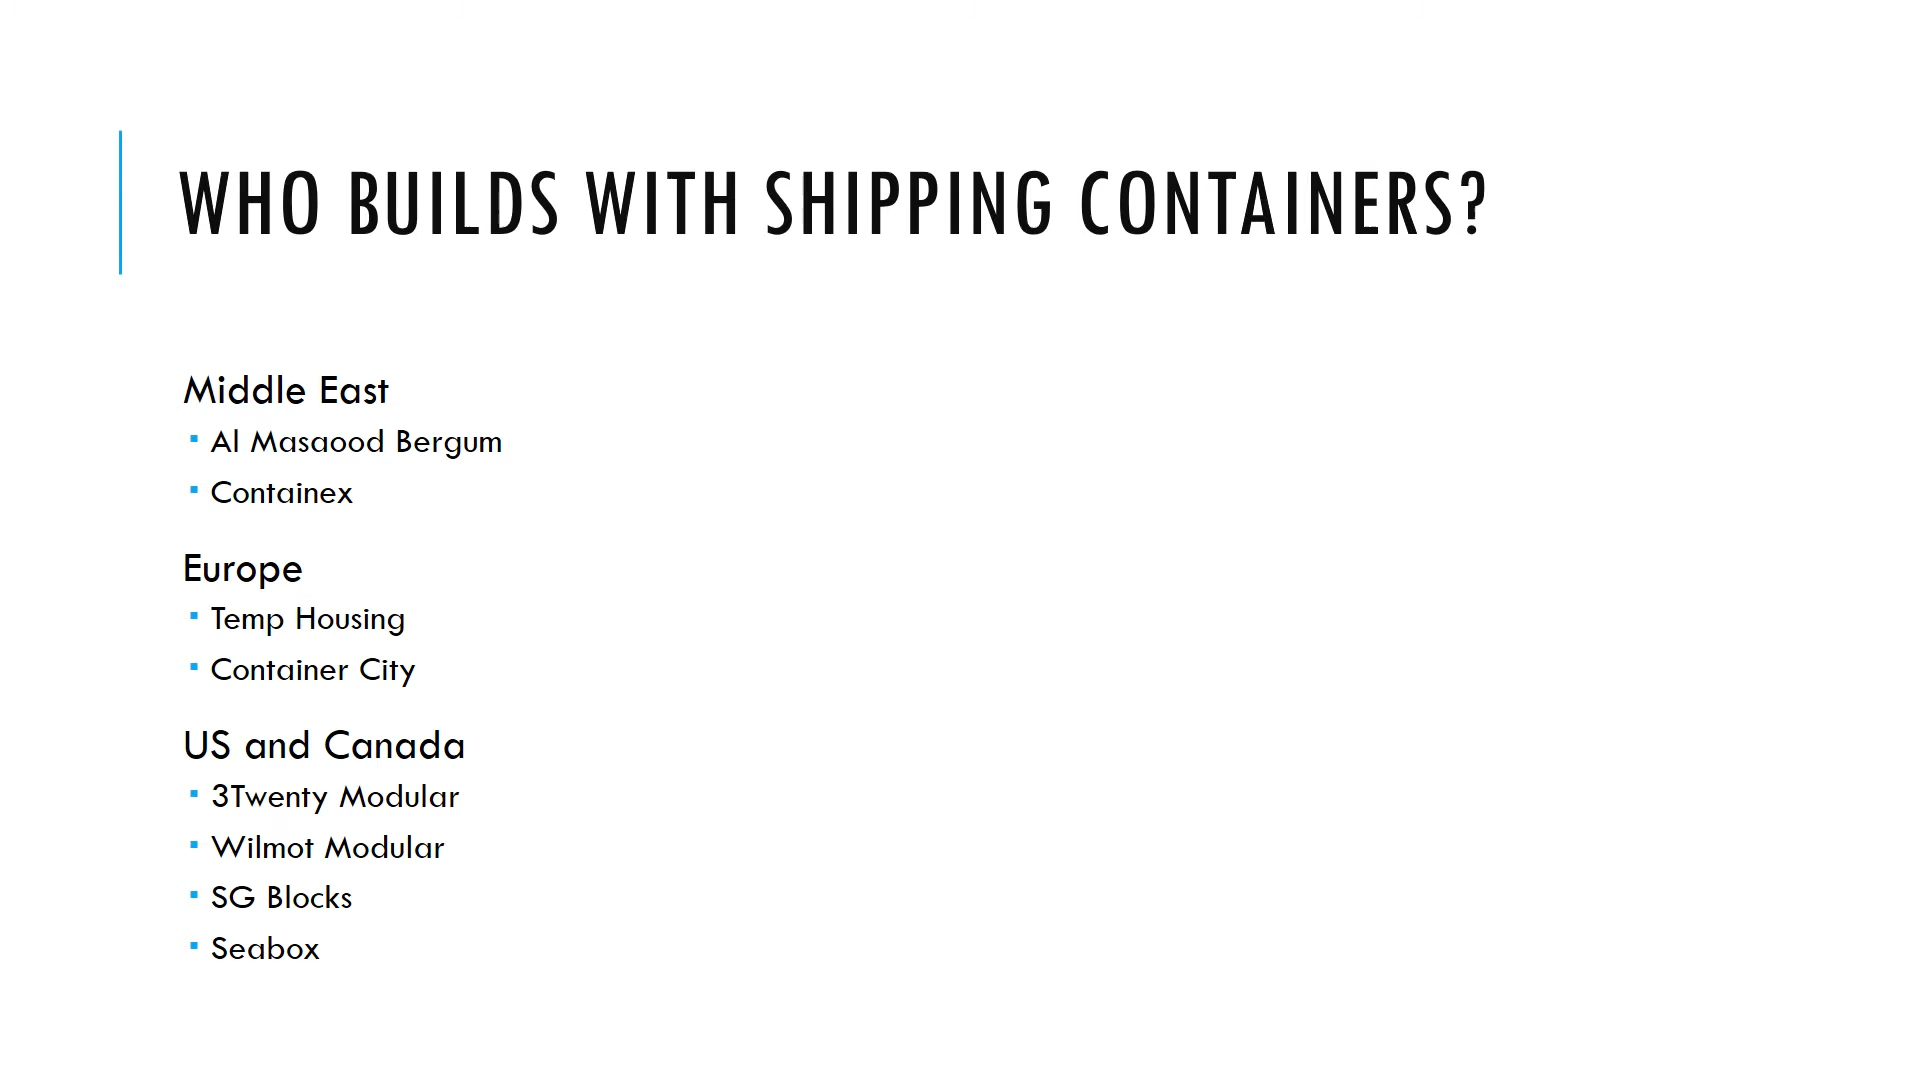 WHO BUILDS WITH SHIPPING CONTAINERS?
Middle East
▪ Al Masaood Bergum
▪ Containex
Europe
▪ Temp Housing
▪ Container City
US and Canada
▪ 3Twenty Modular
▪ Wilmot Modular
▪ SG Blocks
▪ Seabox